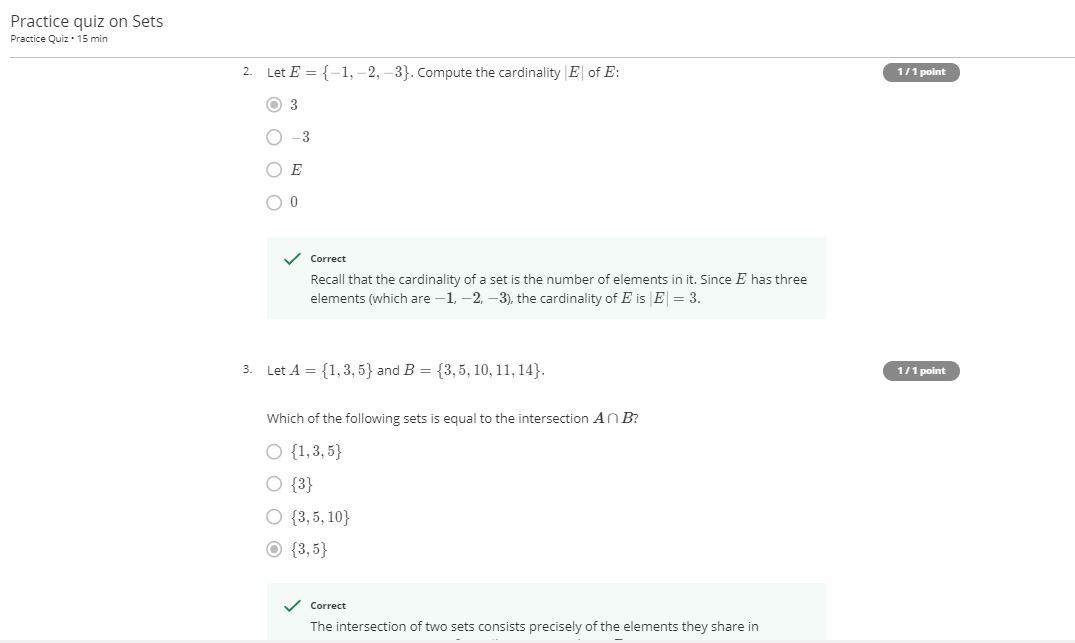 Practice quiz on Sets
Practice Quiz • 15 min
2. Let E = {−1, −2, −3}. Compute the cardinality |E| of E:
1 / 1 point
3
−3
E
0
Correct
Recall that the cardinality of a set is the number of elements in it. Since E has three
elements (which are −1, −2, −3), the cardinality of E is |E| = 3.
3. Let A = {1, 3, 5} and B = {3, 5, 10, 11, 14}.
1 / 1 point
Which of the following sets is equal to the intersection A ∩ B?
{1, 3, 5}
{3}
{3, 5, 10}
{3, 5}
Correct
The intersection of two sets consists precisely of the elements they share in